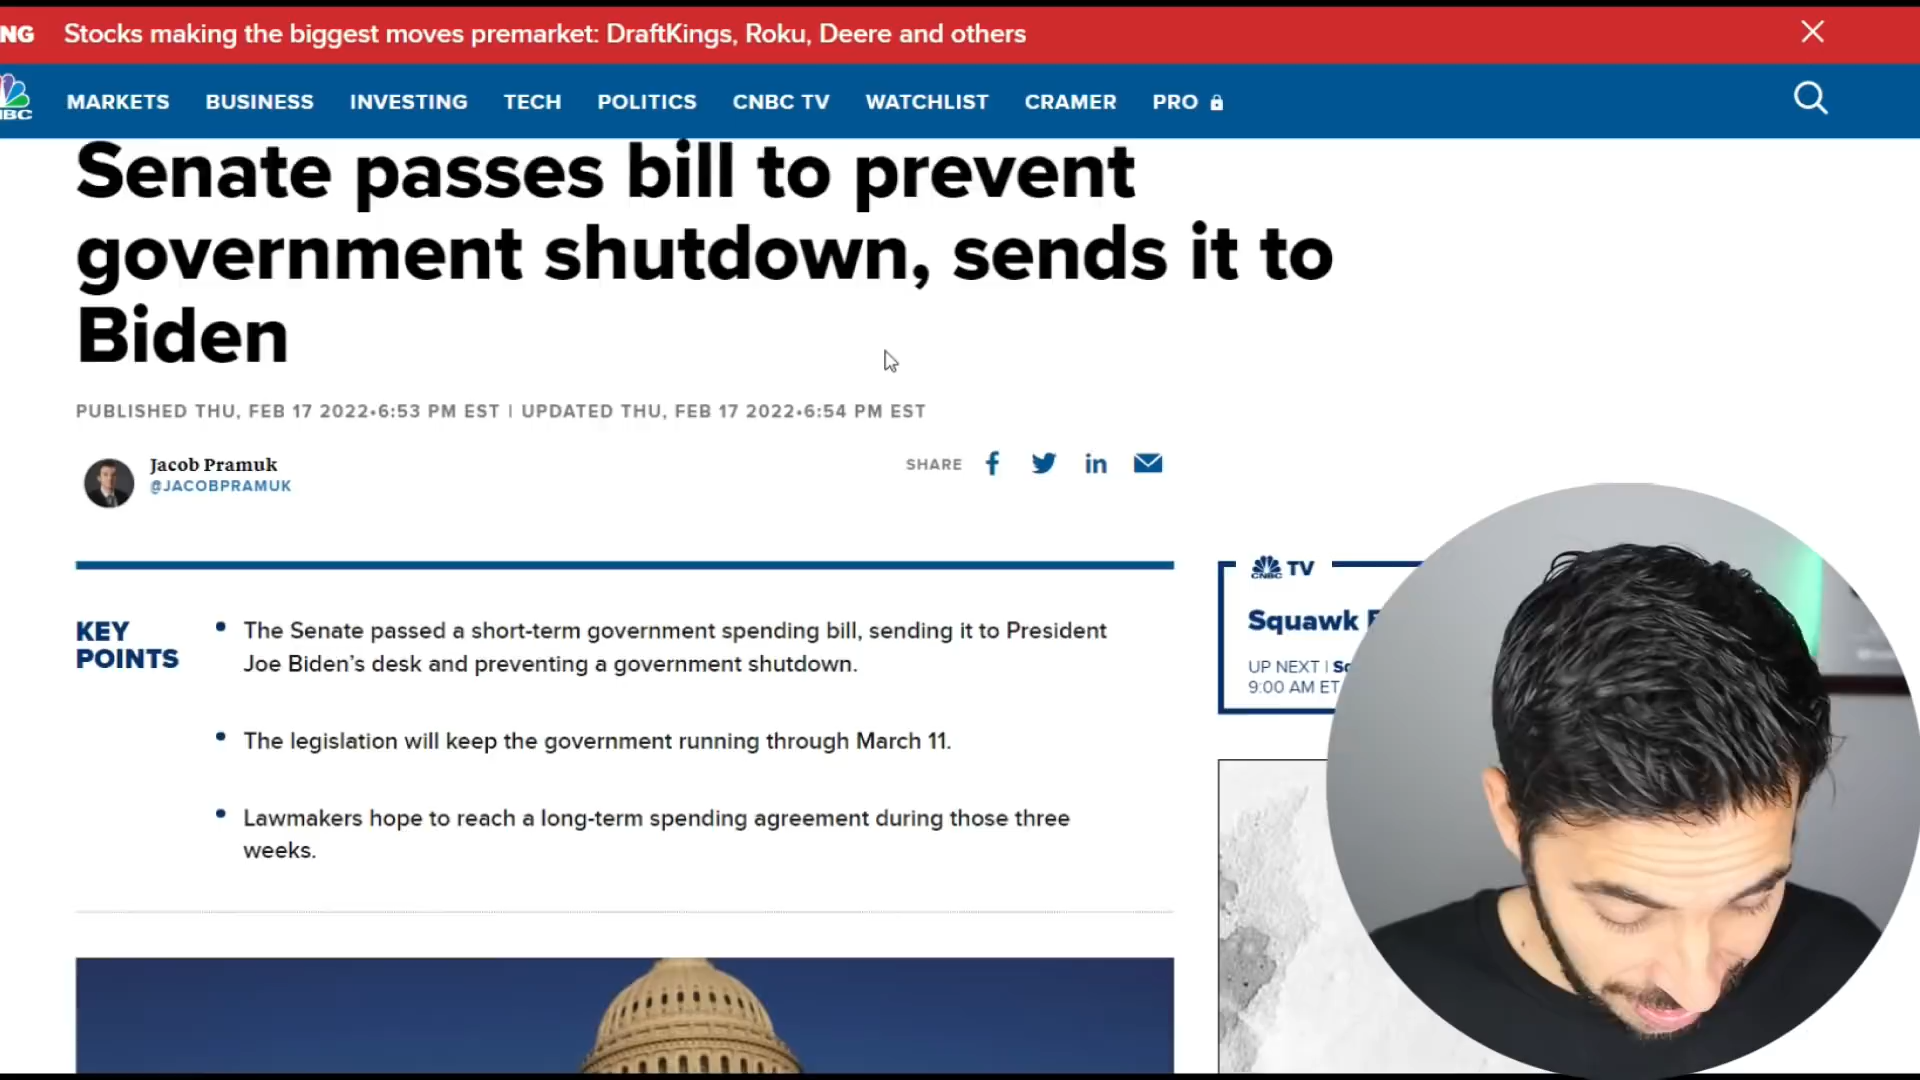 NG Stocks making the biggest moves premarket: DraftKings, Roku, Deere and others
MARKETS BUSINESS INVESTING TECH POLITICS CNBC TV WATCHLIST CRAMER PRO
Senate passes bill to prevent
government shutdown, sends it to
Biden
PUBLISHED THU, FEB 17 2022•6:53 PM EST | UPDATED THU, FEB 17 2022•6:54 PM EST
Jacob Pramuk
@JACOBPRAMUK
SHARE
KEY
POINTS
• The Senate passed a short-term government spending bill, sending it to President
Joe Biden's desk and preventing a government shutdown.
• The legislation will keep the government running through March 11.
• Lawmakers hope to reach a long-term spending agreement during those three
weeks.
CNBC TV
Squawk
UP NEXT |
9:00 AM ET